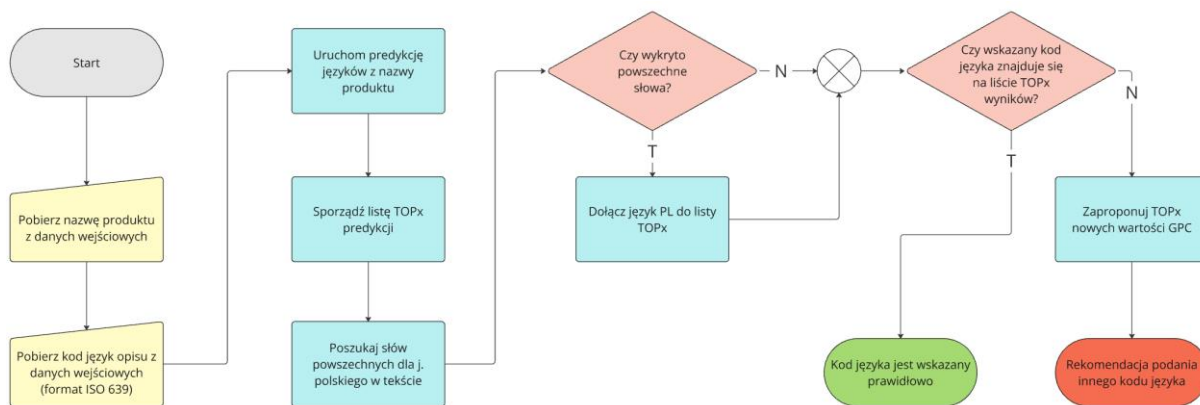 Start
Pobierz nazwę produktu
z danych wejściowych
Pobierz kod język opisu z
danych wejściowych
(format ISO 639)
Uruchom predykcję
języków z nazwy
produktu
Sporządź listę TOPx
predykcji
Poszukaj słów
powszechnych dla j.
polskiego w tekście
Czy wykryto
powszechne
słowa?
N
T
Dołącz język PL do listy
TOPx
Czy wskazany kod
języka znajduje się
na liście TOPx
wyników?
N
T
Kod języka jest wskazany
prawidłowo
Zaproponuj TOPx
nowych wartości GPC
Rekomendacja podania
innego kodu języka